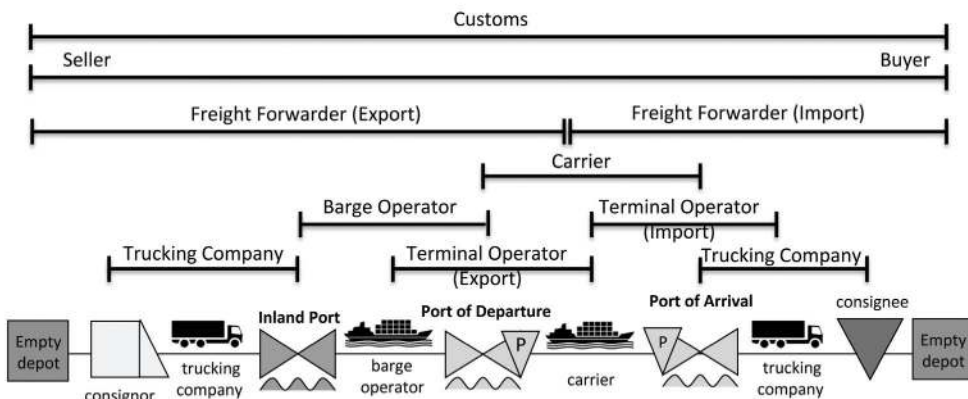 Customs
Seller Buyer
Freight Forwarder (Export) Freight Forwarder (Import)
Carrier
Barge Operator Terminal Operator
(Import)
Trucking Company Terminal Operator
(Export) Trucking Company
Inland Port Port of Departure Port of Arrival consignee
Empty
depot
consignor
trucking
company
barge
operator
P
carrier
P
trucking
company
Empty
depot